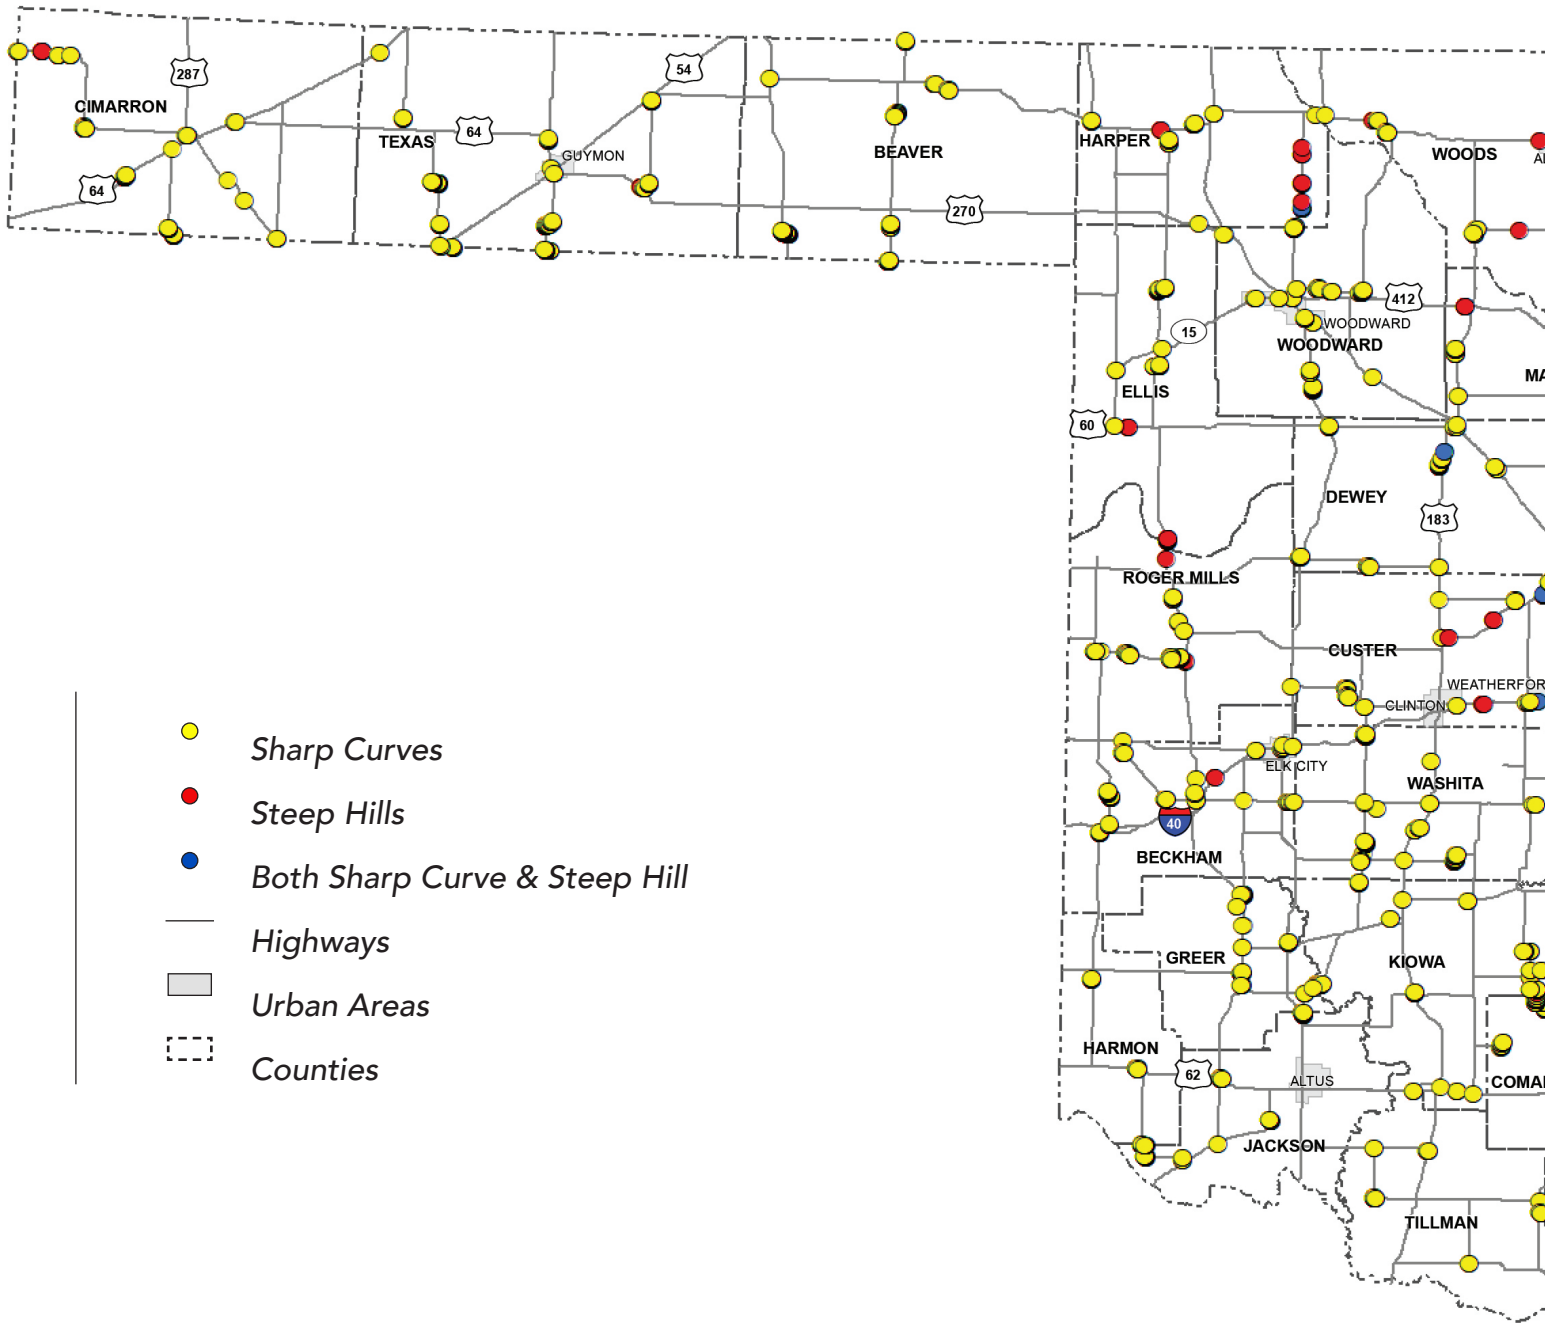 54
287
CIMARRON
64
TEXAS
GUYMON
BEAVER
HARPER
WOODS
64
270
412
15
WOODWARD
WOODWARD
MA
ELLIS
60
DEWEY
183
ROGER MILLS
CUSTER
WEATHERFOR
CLINTON
Sharp Curves
ELK CITY
WASHITA
Steep Hills
40
BECKHAM
Both Sharp Curve & Steep Hill
Highways
GREER
KIOWA
Urban Areas
HARMON
62
Counties
ALTUS
COMA
JACKSON
TILLMAN